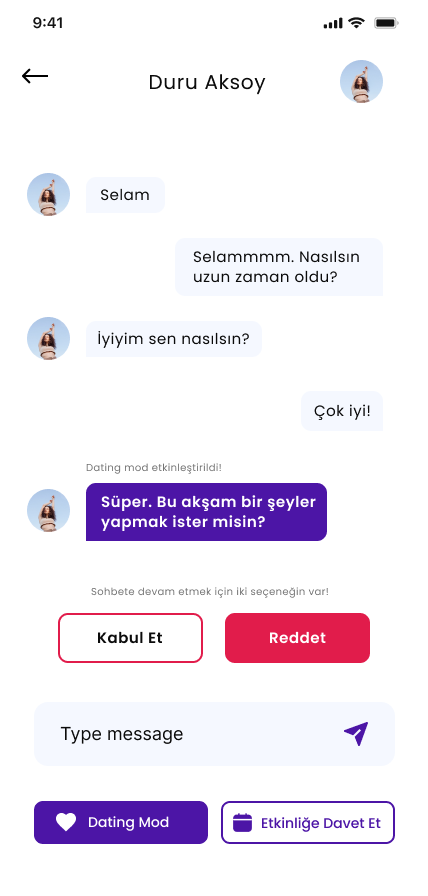 9:41
Duru Aksoy
Selam
Selammmm. Nasılsın
uzun zaman oldu?
İyiyim sen nasılsın?
Çok iyi!
Dating mod etkinleştirildi!
Süper. Bu akşam bir şeyler
yapmak ister misin?
Sohbete devam etmek için iki seçeneğin var!
Kabul Et
Reddet
Type message
Dating Mod
Etkinliğe Davet Et